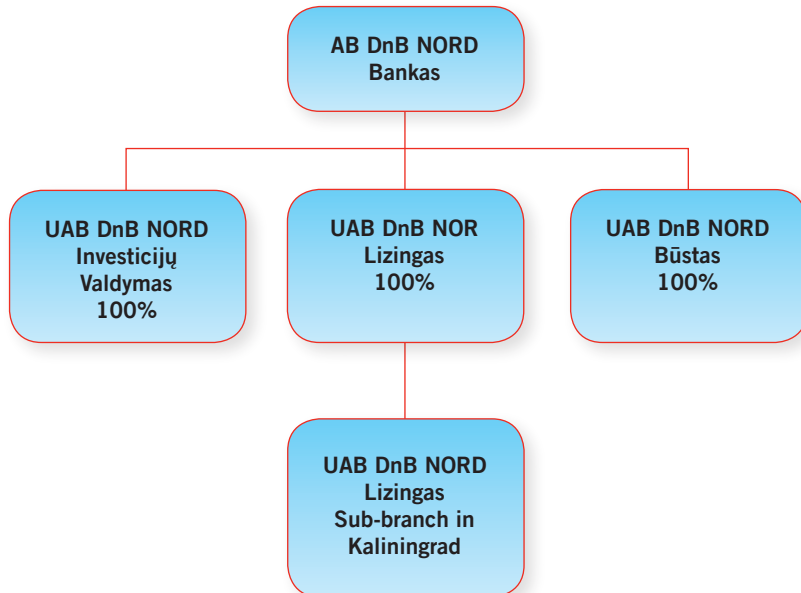 AB DnB NORD
Bankas
UAB DnB NORD
Investicijų
Valdymas
100%
UAB DnB NOR
Lizingas
100%
UAB DnB NORD
Būstas
100%
UAB DnB NORD
Lizingas
Sub-branch in
Kaliningrad